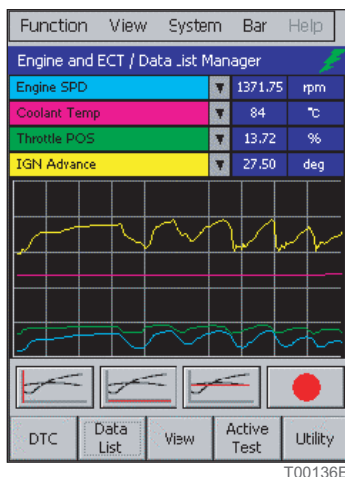 Function View System Bar Help
Engine and ECT / Data List Manager
Engine SPD 1371.75 rpm
Coolant Temp 84 °C
Throttle POS 13.72 %
IGN Advance 27.50 deg
DTC Data List View Active Test Utility
T00136E